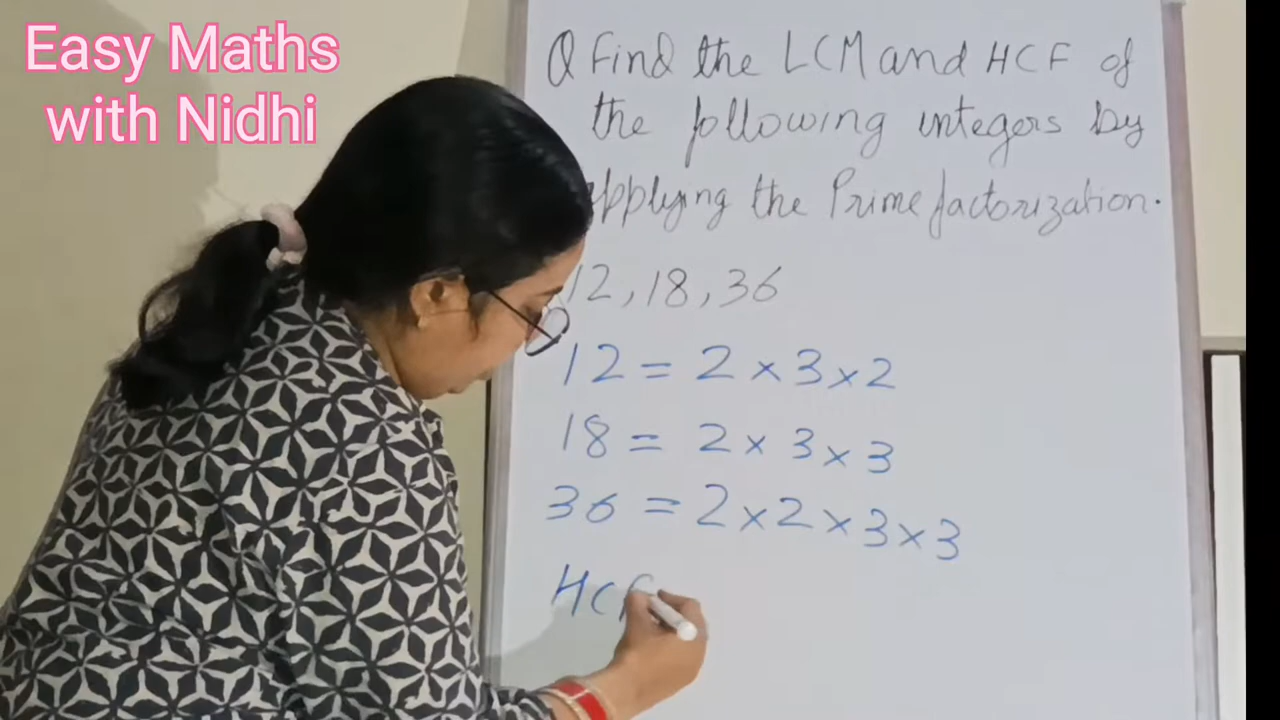 Easy Maths
with Nidhi
Q Find the LCM and HCF of
the following integers by
applying the Prime factorization.
12, 18, 36
12 = 2 × 3 × 2
18 = 2 × 3 × 3
36 = 2 × 2 × 3 × 3
HCF